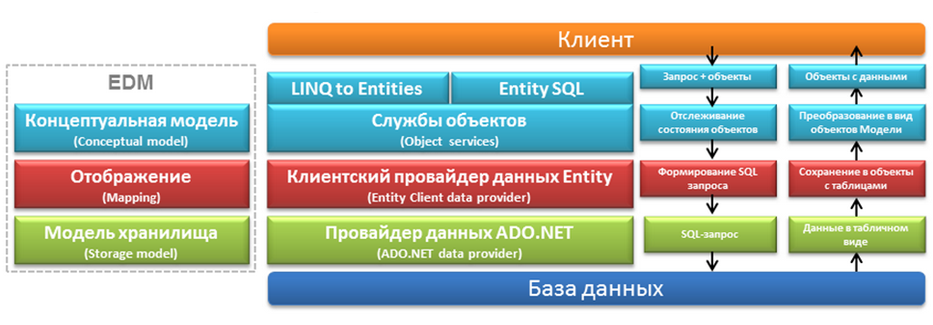 Клиент
EDM
LINQ to Entities
Entity SQL
Запрос + объекты
Объекты с данными
Концептуальная модель
(Conceptual model)
Службы объектов
(Object services)
Отслеживание
состояния объектов
Преобразование в вид
объектов Модели
Отображение
(Mapping)
Клиентский провайдер данных Entity
(Entity Client data provider)
Формирование SQL
запроса
Сохранение в объекты
с таблицами
Модель хранилища
(Storage model)
Провайдер данных ADO.NET
(ADO.NET data provider)
SQL-запрос
Данные в табличном
виде
База данных